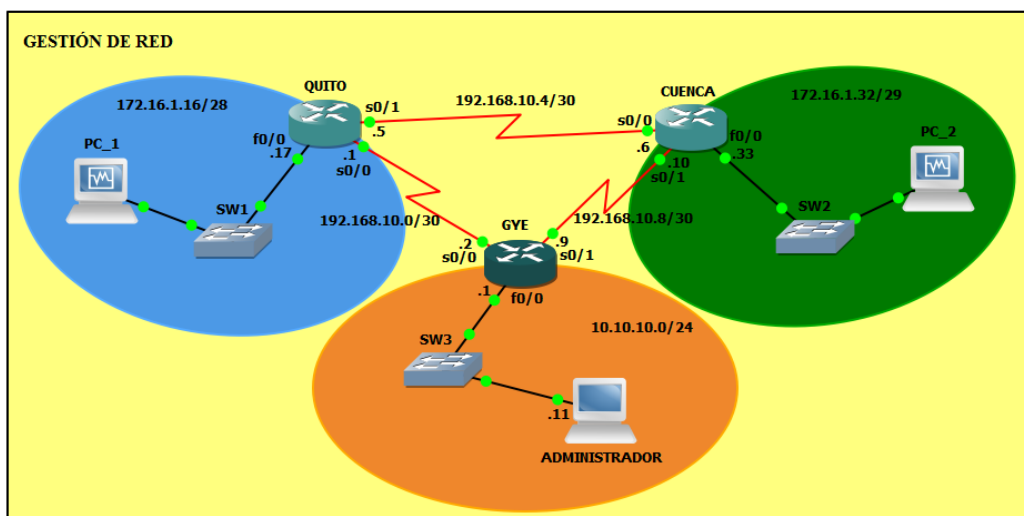 GESTIÓN DE RED
QUITO
CUENCA
172.16.1.16/28
s0/1
192.168.10.4/30
172.16.1.32/29
.5
s0/0
PC_1
f0/0
.1
.6
f0/0
PC_2
.17
s0/0
.10
.33
s0/1
SW1
192.168.10.0/30
192.168.10.8/30
SW2
GYE
.2
.9
s0/0
s0/1
.1
f0/0
10.10.10.0/24
SW3
.11
ADMINISTRADOR